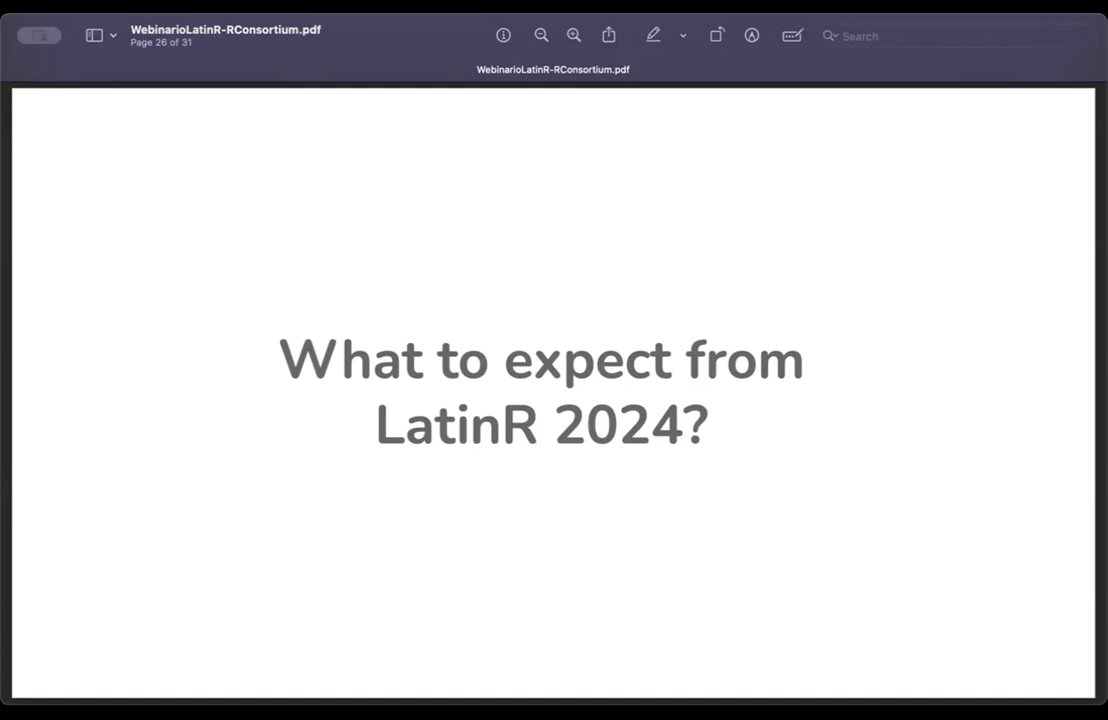 WebinarioLatinR-RConsortium.pdf
Page 26 of 31
Search
WebinarioLatinR-RConsortium.pdf
What to expect from
LatinR 2024?